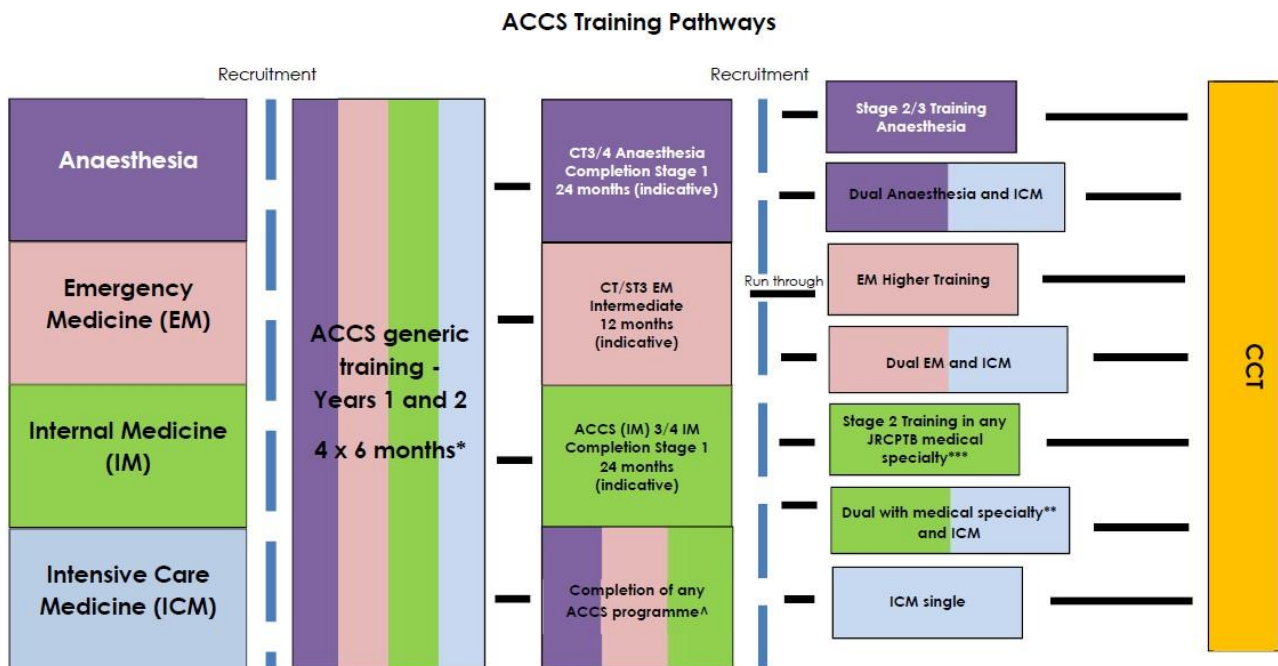 ACCS Training Pathways
Recruitment
Recruitment
Anaesthesia
Emergency
Medicine (EM)
Internal Medicine
(IM)
Intensive Care
Medicine (ICM)
ACCS generic
training -
Years 1 and 2
4 x 6 months*
CT3/4 Anaesthesia
Completion Stage 1
24 months (indicative)
CT/ST3 EM
Intermediate
12 months
(indicative)
ACCS (IM) 3/4 IM
Completion Stage 1
24 months
(indicative)
Completion of any
ACCS programme^
Run through
Stage 2/3 Training
Anaesthesia
Dual Anaesthesia and ICM
EM Higher Training
Dual EM and ICM
Stage 2 Training in any
JRCPTB medical
specialty***
Dual with medical specialty**
and ICM
ICM single
CCT